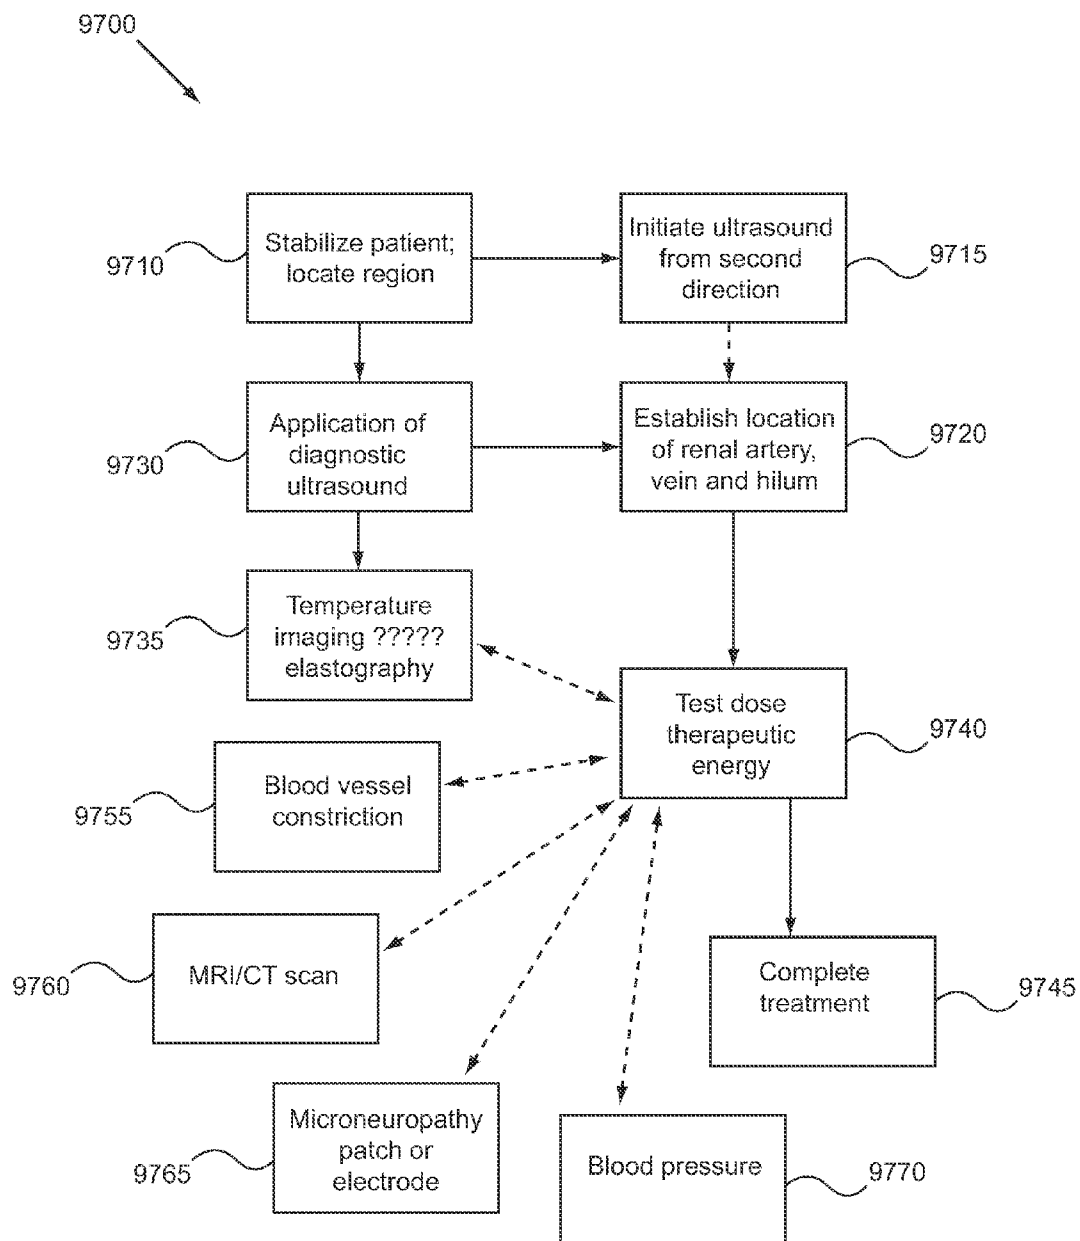 9700
9710
Stabilize patient;
locate region
Initiate ultrasound
from second
direction
9715
9730
Application of
diagnostic
ultrasound
Establish location
of renal artery,
vein and hilum
9720
9735
Temperature
imaging ?????
elastography
Test dose
therapeutic
energy
9740
9755
Blood vessel
constriction
9760
MRI/CT scan
Complete
treatment
9745
9765
Microneuropathy
patch or
electrode
Blood pressure
9770